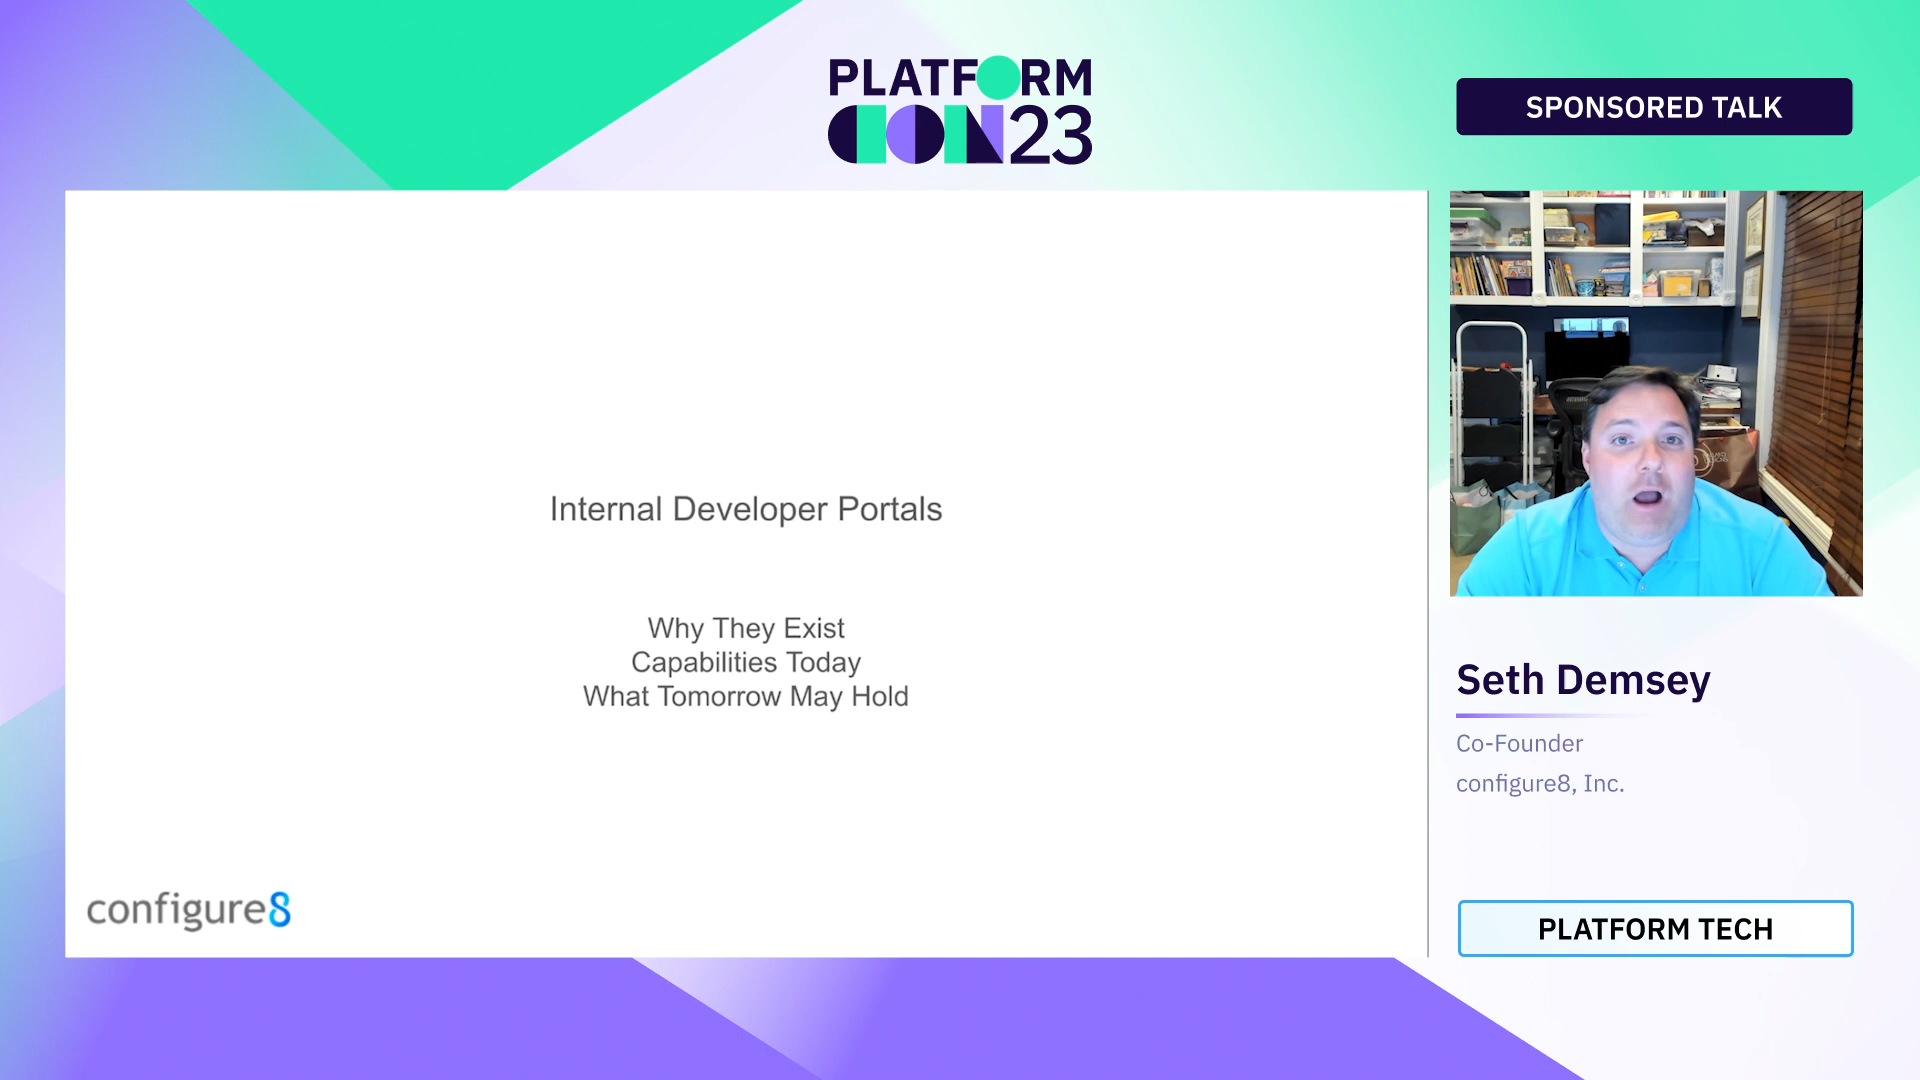 PLATFORM
CON23
SPONSORED TALK
Internal Developer Portals
Why They Exist
Capabilities Today
What Tomorrow May Hold
configure8
Seth Demsey
Co-Founder
configure8, Inc.
PLATFORM TECH